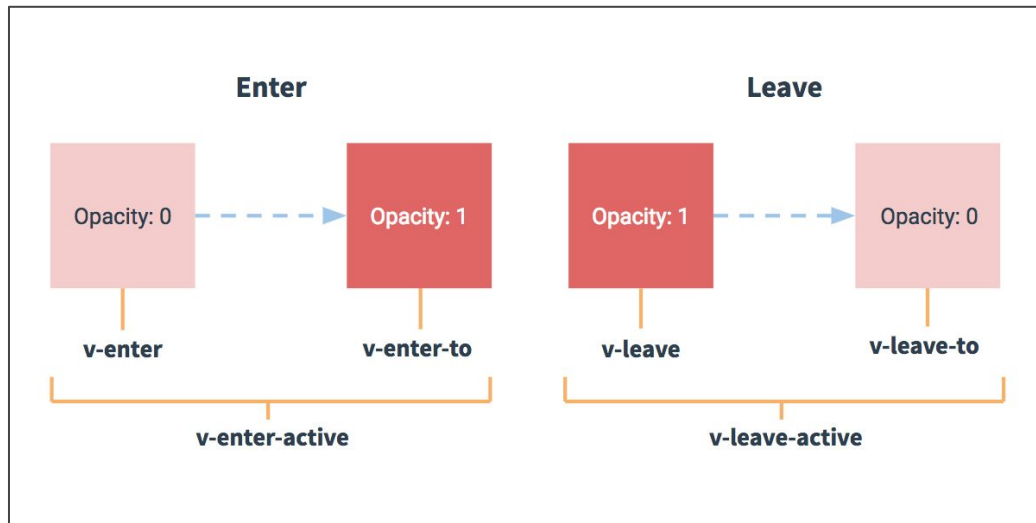 Enter
Leave
Opacity: 0
Opacity: 1
Opacity: 1
Opacity: 0
v-enter
v-enter-to
v-leave
v-leave-to
v-enter-active
v-leave-active